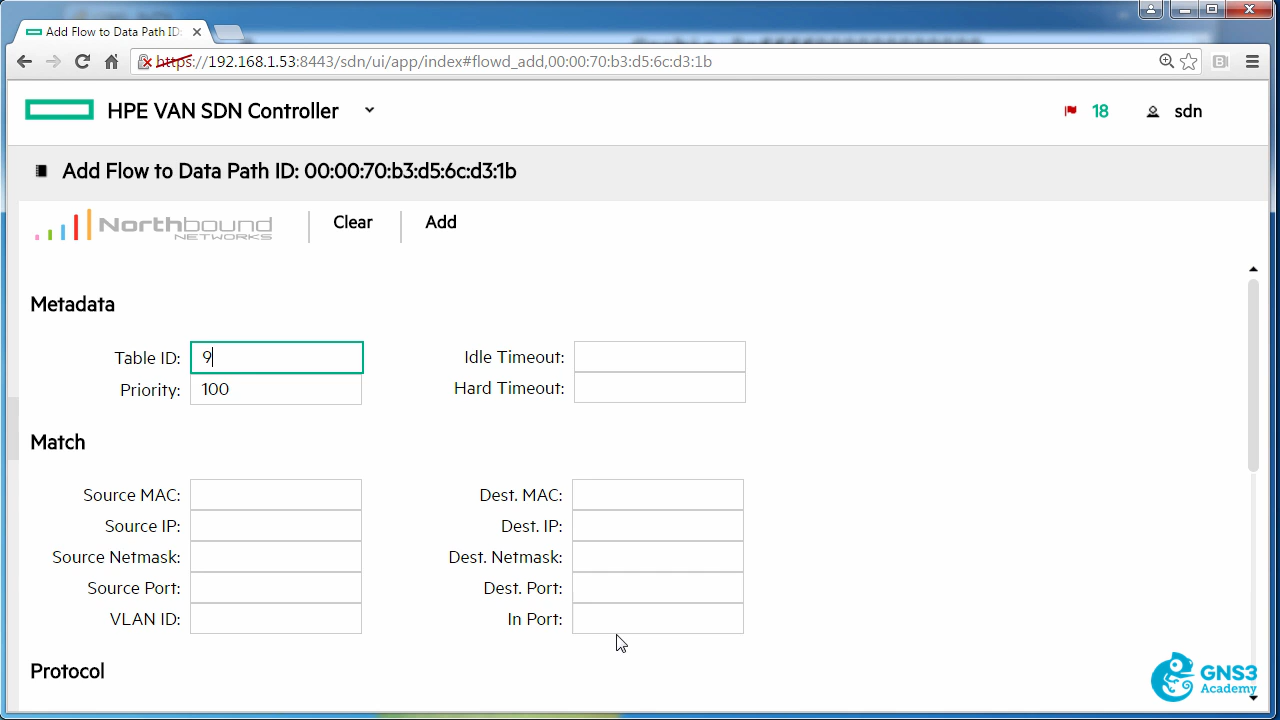 Add Flow to Data Path ID:
https://192.168.1.53:8443/sdn/ui/app/index#flowd_add,00:00:70:b3:d5:6c:d3:1b
HPE VAN SDN Controller
18
sdn
Add Flow to Data Path ID: 00:00:70:b3:d5:6c:d3:1b
Northbound
NETWORKS
Clear
Add
Metadata
Table ID: 9
Idle Timeout:
Priority: 100
Hard Timeout:
Match
Source MAC:
Dest. MAC:
Source IP:
Dest. IP:
Source Netmask:
Dest. Netmask:
Source Port:
Dest. Port:
VLAN ID:
In Port:
Protocol
GNS3
Academy